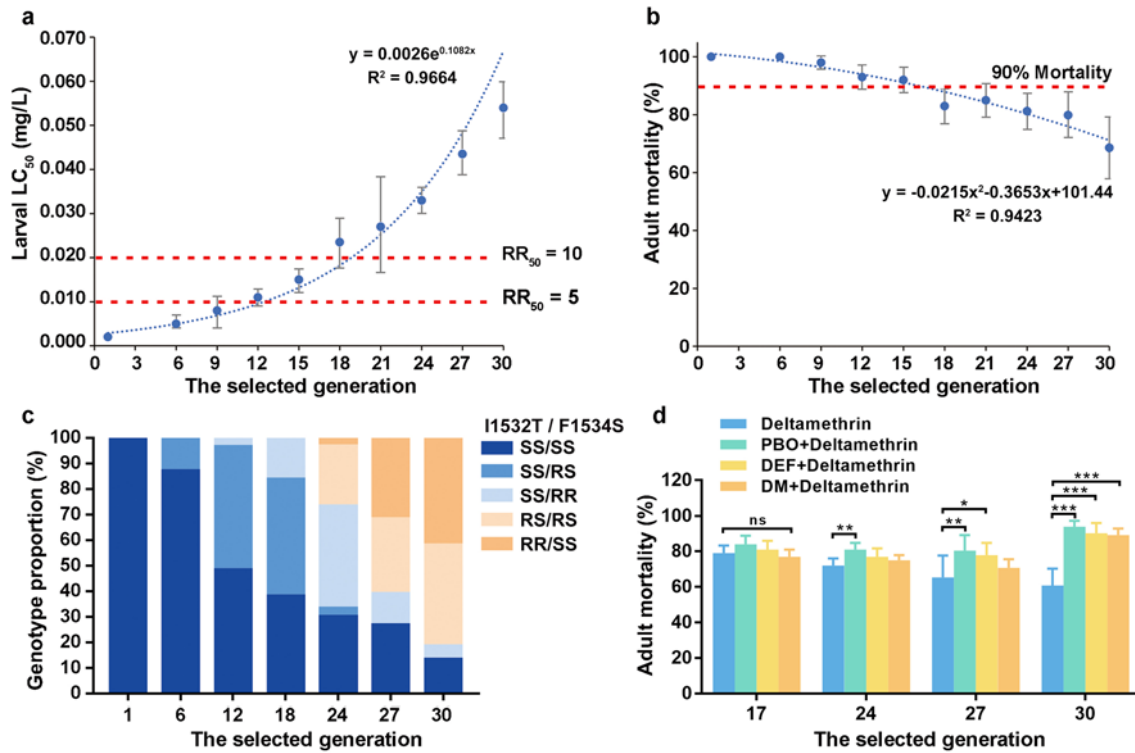 a
Larval LC50 (mg/L)
0.070
0.060
0.050
0.040
0.030
0.020
0.010
0.000
y = 0.0026e^0.1082x
R² = 0.9664
RR50 = 10
RR50 = 5
0 3 6 9 12 15 18 21 24 27 30
The selected generation
b
Adult mortality (%)
100
80
60
40
20
0
90% Mortality
y = -0.0215x²-0.3653x+101.44
R² = 0.9423
0 3 6 9 12 15 18 21 24 27 30
The selected generation
c
Genotype proportion (%)
100
90
80
70
60
50
40
30
20
10
0
1 6 12 18 24 27 30
The selected generation
I1532T / F1534S
SS/SS
SS/RS
SS/RR
RS/RS
RR/SS
d
Deltamethrin
PBO+Deltamethrin
DEF+Deltamethrin
DM+Deltamethrin
Adult mortality (%)
120
100
80
60
40
20
0
ns
**
*
**
***
***
***
17 24 27 30
The selected generation